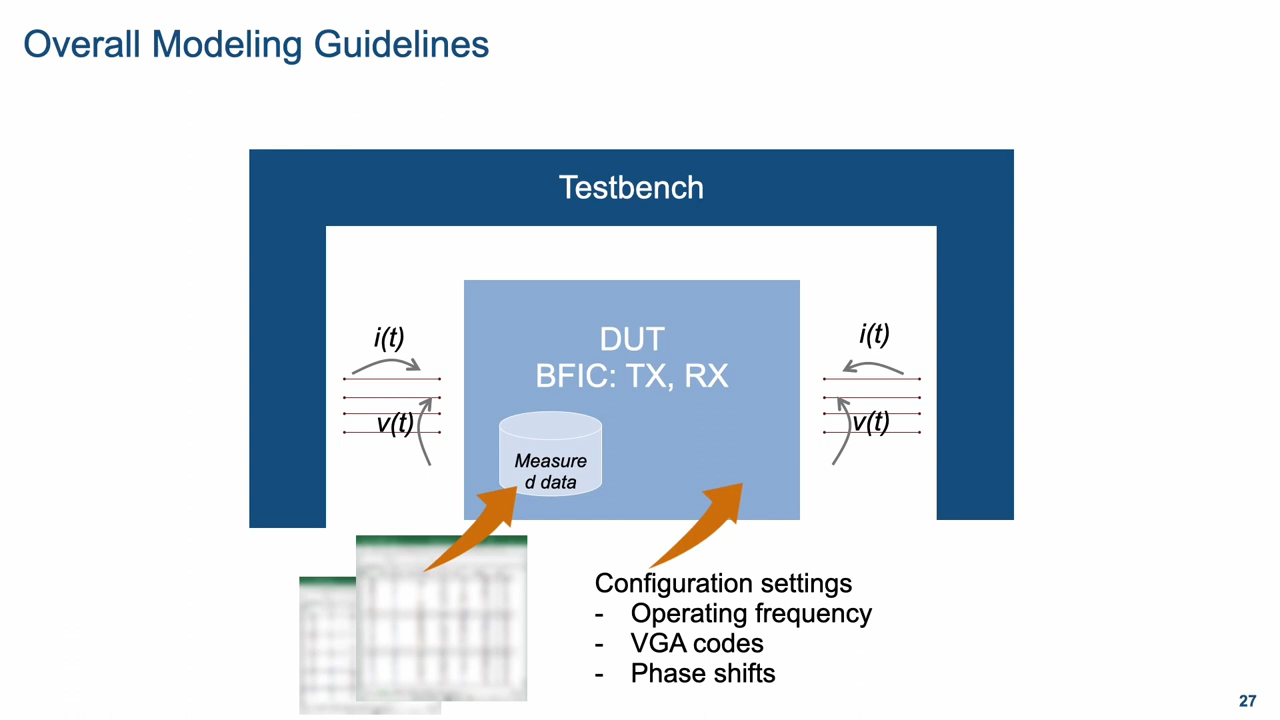 Overall Modeling Guidelines
Testbench
i(t)
i(t)
DUT
BFIC: TX, RX
v(t)
v(t)
Measure
d data
Configuration settings
- Operating frequency
- VGA codes
- Phase shifts
27